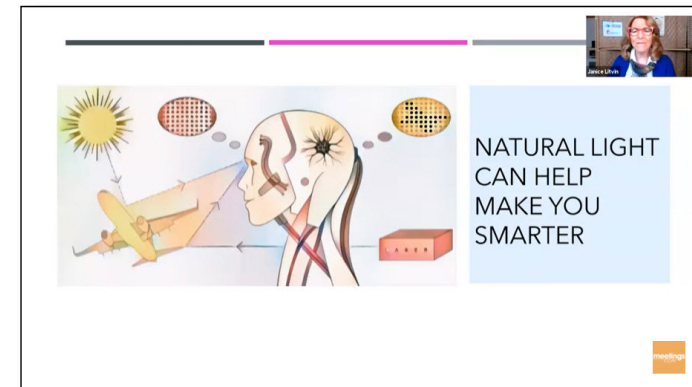 Janice Litvin
NATURAL LIGHT
CAN HELP
MAKE YOU
SMARTER
LASER
meetings